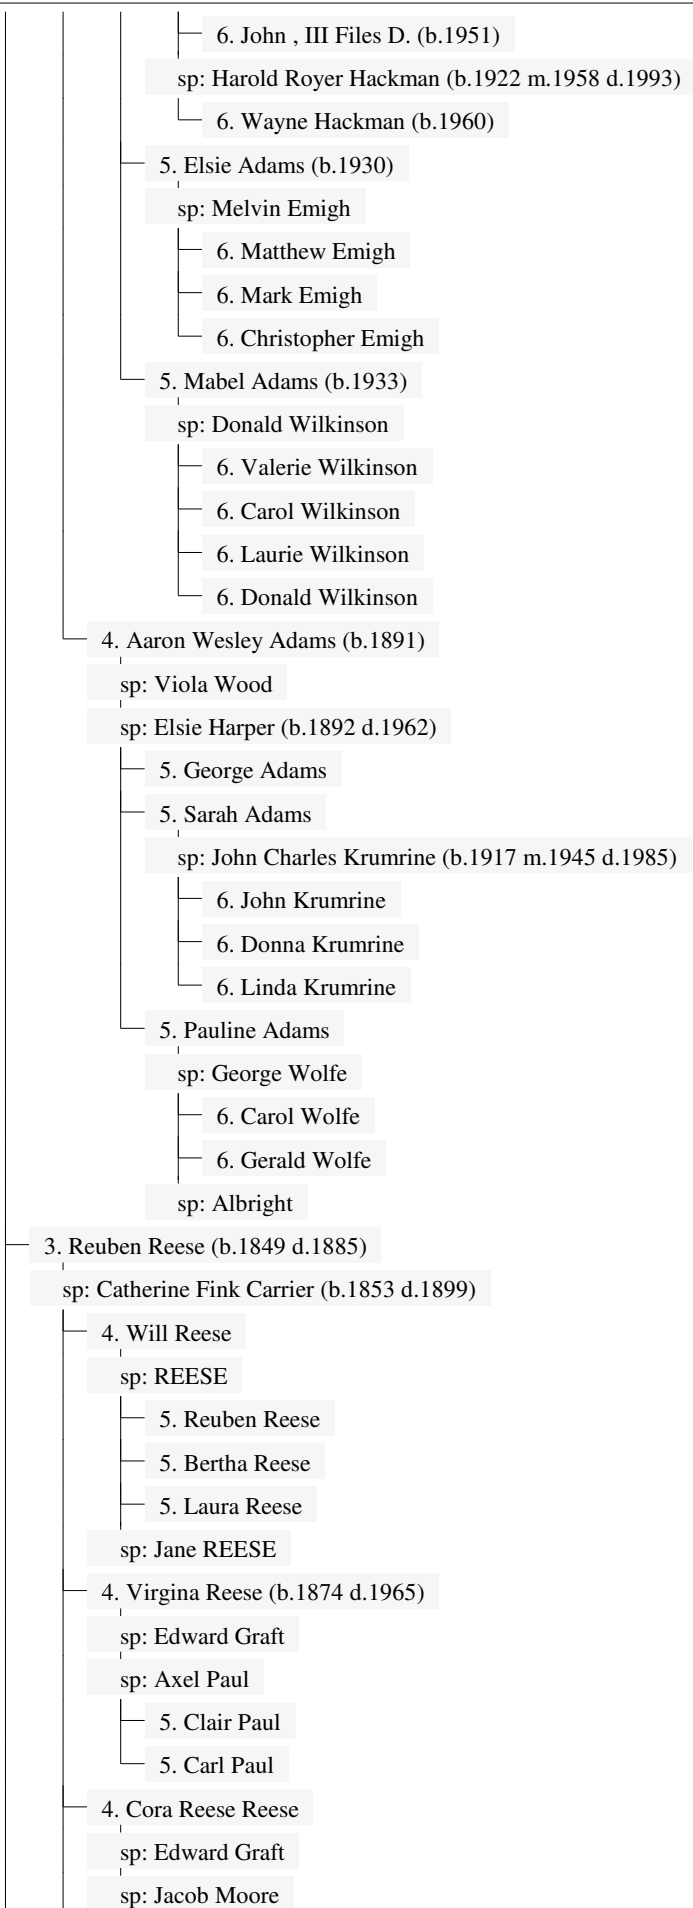 6. John , III Files D. (b.1951)
sp: Harold Royer Hackman (b.1922 m.1958 d.1993)
6. Wayne Hackman (b.1960)
5. Elsie Adams (b.1930)
sp: Melvin Emigh
6. Matthew Emigh
6. Mark Emigh
6. Christopher Emigh
5. Mabel Adams (b.1933)
sp: Donald Wilkinson
6. Valerie Wilkinson
6. Carol Wilkinson
6. Laurie Wilkinson
6. Donald Wilkinson
4. Aaron Wesley Adams (b.1891)
sp: Viola Wood
sp: Elsie Harper (b.1892 d.1962)
5. George Adams
5. Sarah Adams
sp: John Charles Krumrine (b.1917 m.1945 d.1985)
6. John Krumrine
6. Donna Krumrine
6. Linda Krumrine
5. Pauline Adams
sp: George Wolfe
6. Carol Wolfe
6. Gerald Wolfe
sp: Albright
3. Reuben Reese (b.1849 d.1885)
sp: Catherine Fink Carrier (b.1853 d.1899)
4. Will Reese
sp: REESE
5. Reuben Reese
5. Bertha Reese
5. Laura Reese
sp: Jane REESE
4. Virgina Reese (b.1874 d.1965)
sp: Edward Graft
sp: Axel Paul
5. Clair Paul
5. Carl Paul
4. Cora Reese Reese
sp: Edward Graft
sp: Jacob Moore